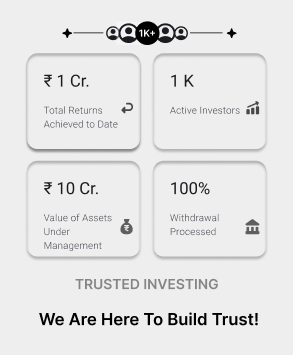 1K+
₹ 1 Cr.
Total Returns
Achieved to Date
1 K
Active Investors
₹ 10 Cr.
Value of Assets
Under
Management
100%
Withdrawal
Processed
TRUSTED INVESTING
We Are Here To Build Trust!